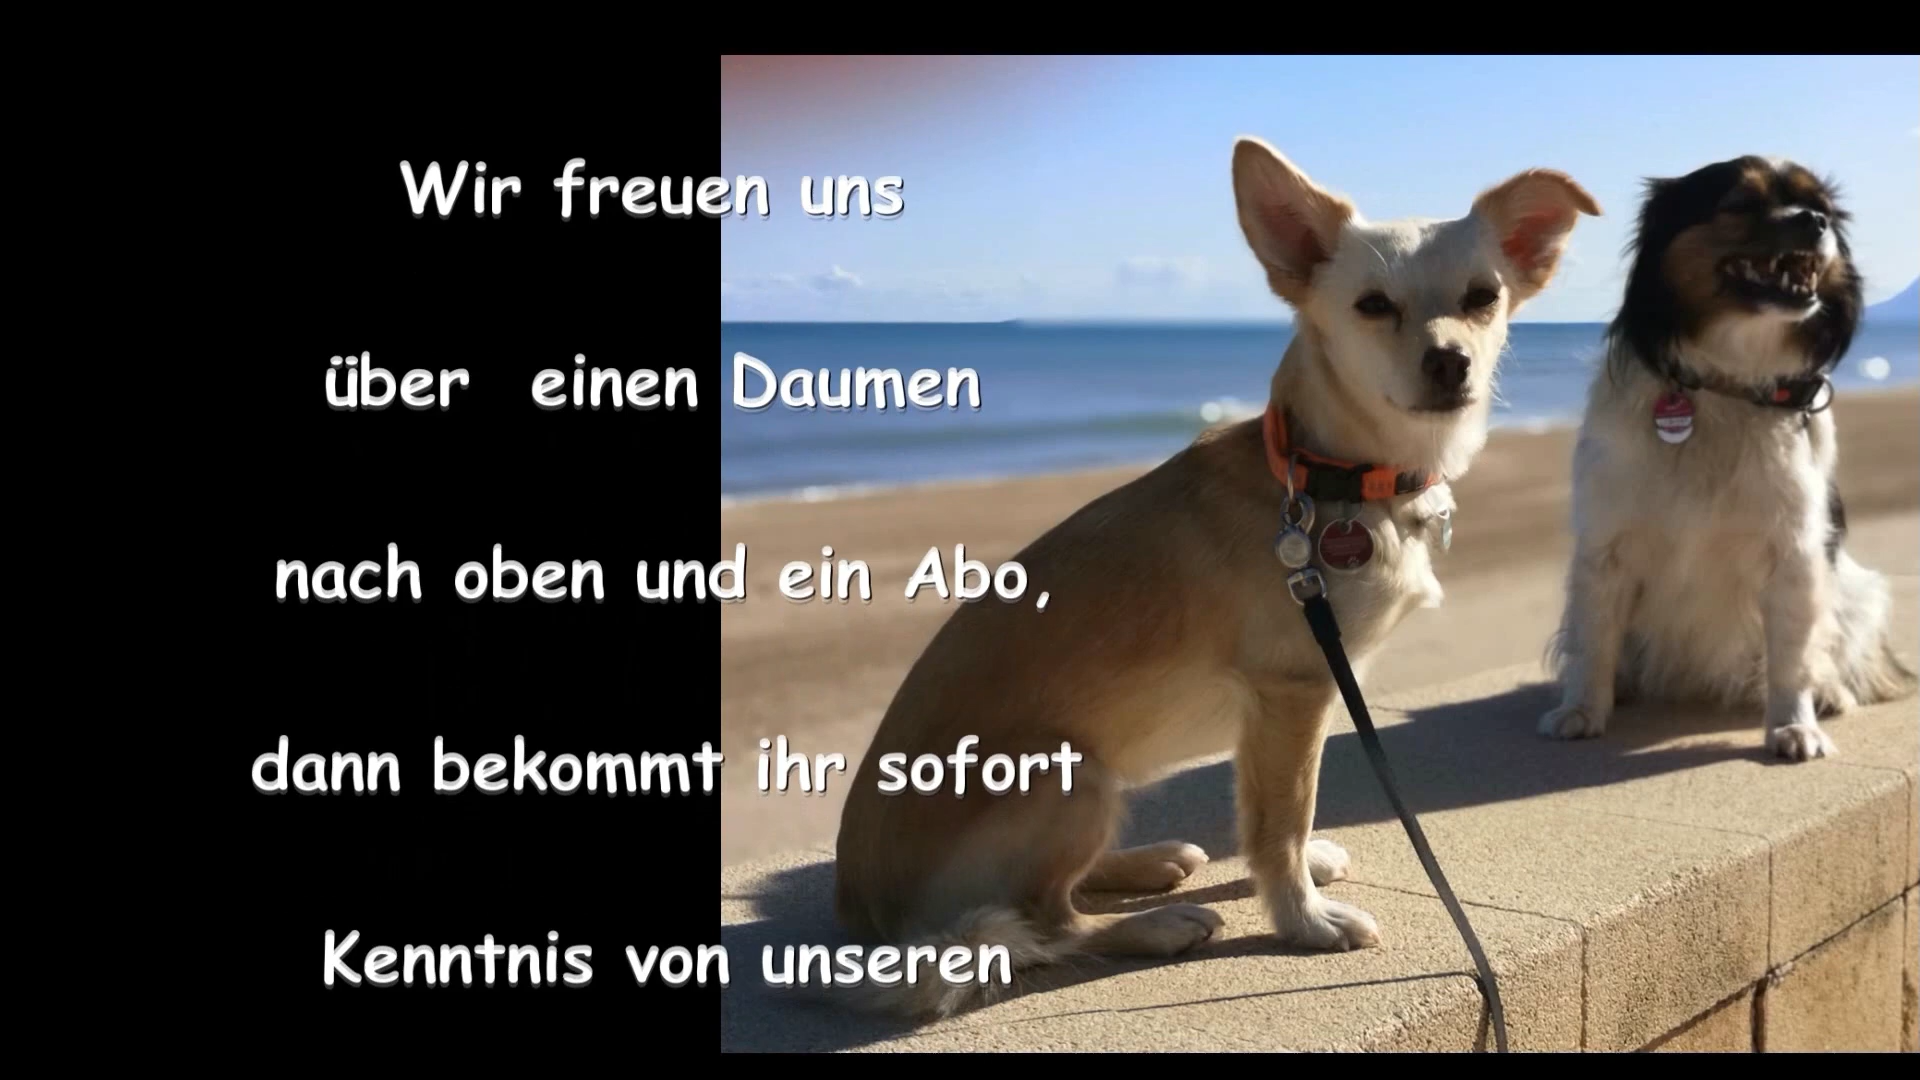 Wir freuen uns
über einen Daumen
nach oben und ein Abo,
dann bekommt ihr sofort
Kenntnis von unseren